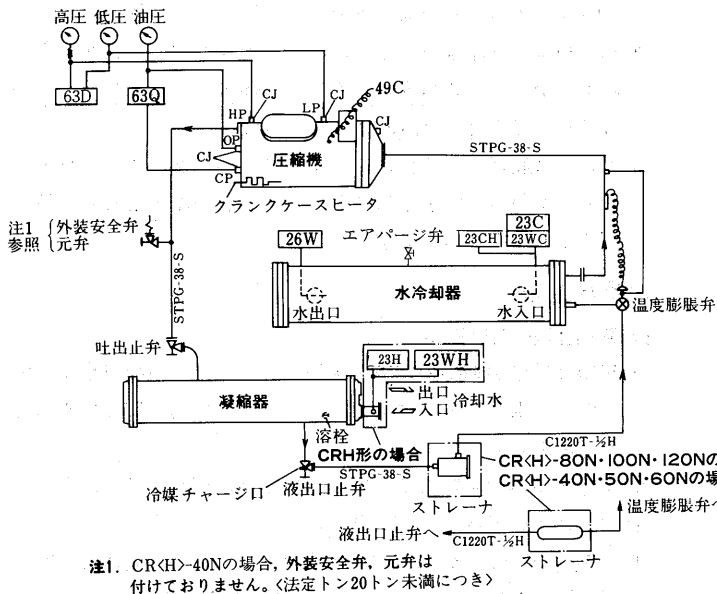 高圧 低圧 油圧
63D 63Q
HP CJ LP CJ 49C
CJ
OP
CJ
圧縮機
STPG-38-S
CP
クランクケースヒータ
注1 参照 外装安全弁
元弁
23C
26W エアパージ弁 23CH 23WC
STPG-38-S
水冷却器
水出口 水入口
温度膨脹弁
吐出止弁
23H 23WH
出口
入口
冷却水
凝縮器
溶栓
CRH形の場合
C1220T-½H
STPG-38-S
冷媒チャージ口
液出口止弁
ストレーナ
CR<H>-80N・100N・120Nの
CR<H>-40N・50N・60Nの場
温度膨脹弁へ
液出口止弁へ
C1220T-½H
ストレーナ
注1. CR<H>-40Nの場合, 外装安全弁, 元弁は
付けておりません。<法定トン20トン未満につき>